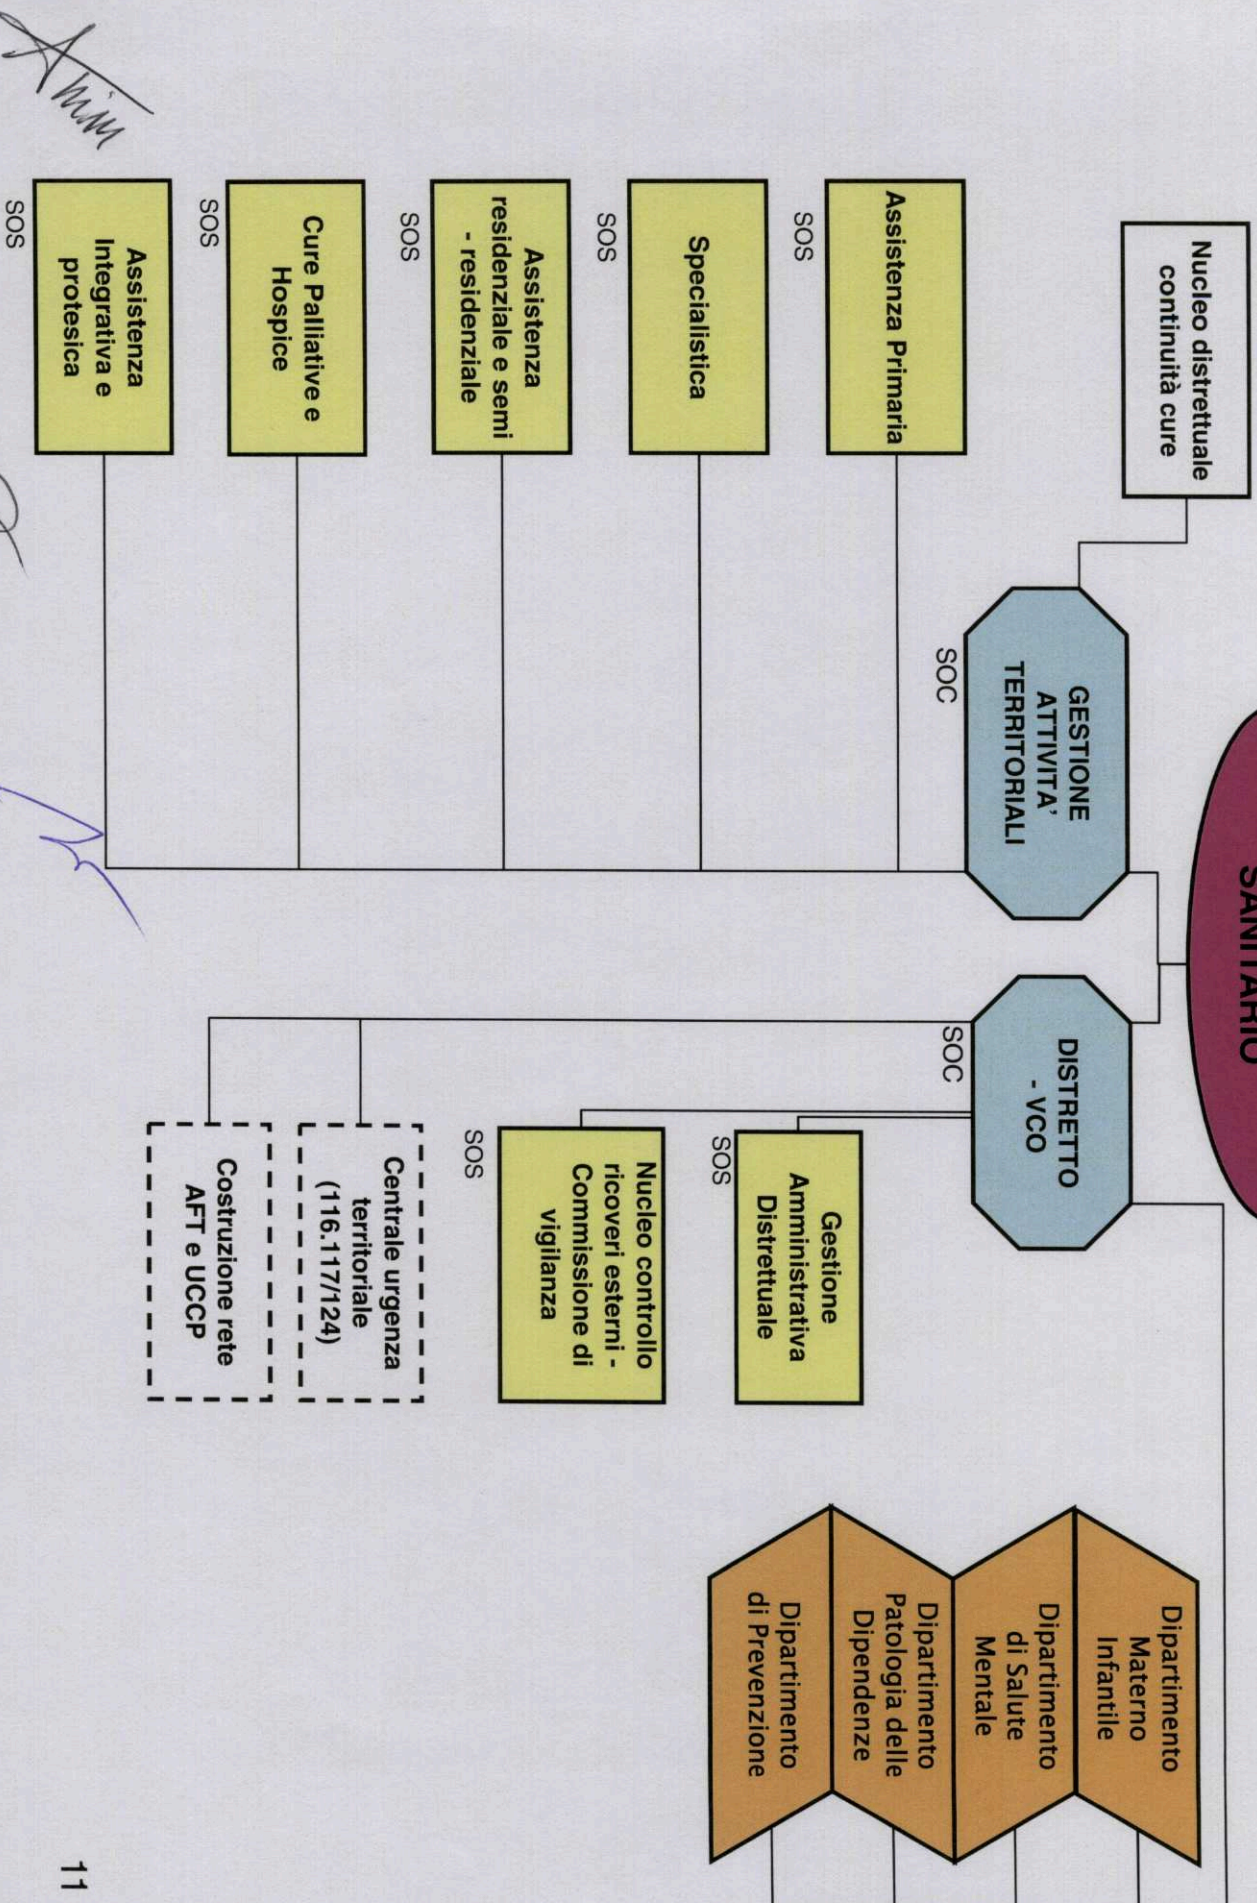 SANITARIO
Nucleo distrettuale
continuità cure
GESTIONE
ATTIVITA'
TERRITORIALI
SOC
Assistenza Primaria
SOS
Specialistica
SOS
Assistenza
residenziale e semi
- residenziale
SOS
Cure Palliative e
Hospice
SOS
Assistenza
Integrativa e
protesica
SOS
DISTRETTO
- VCO
SOC
Gestione
Amministrativa
Distrettuale
SOS
Nucleo controllo
ricoveri esterni -
Commissione di
vigilanza
SOS
Centrale urgenza
territoriale
(116.117/124)
Costruzione rete
AFT e UCCP
Dipartimento
Materno
Infantile
Dipartimento
di Salute
Mentale
Dipartimento
Patologia delle
Dipendenze
Dipartimento
di Prevenzione
11